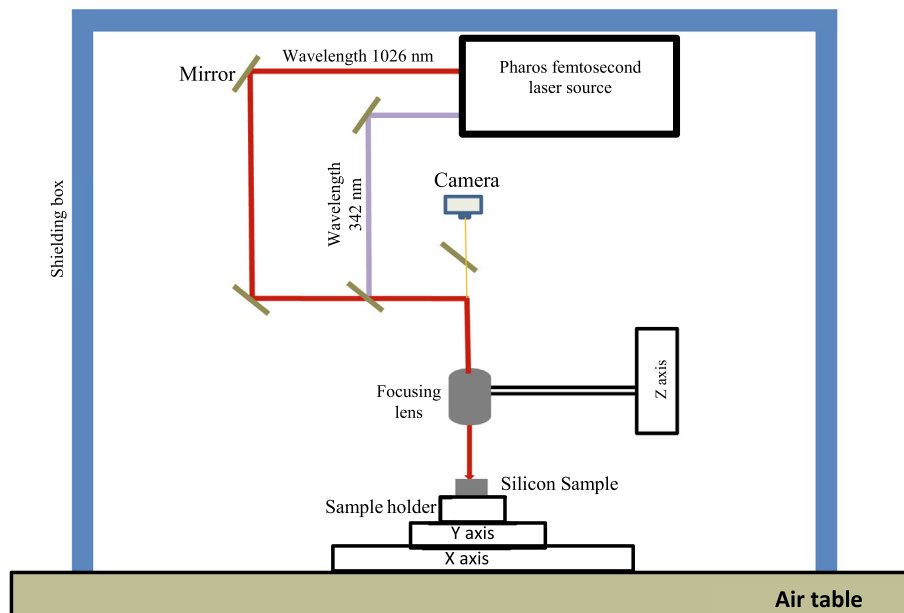 Wavelength 1026 nm
Pharos femtosecond
laser source
Mirror
Shielding box
Wavelength
342 nm
Camera
Focusing
lens
Z axis
Silicon Sample
Sample holder
Y axis
X axis
Air table